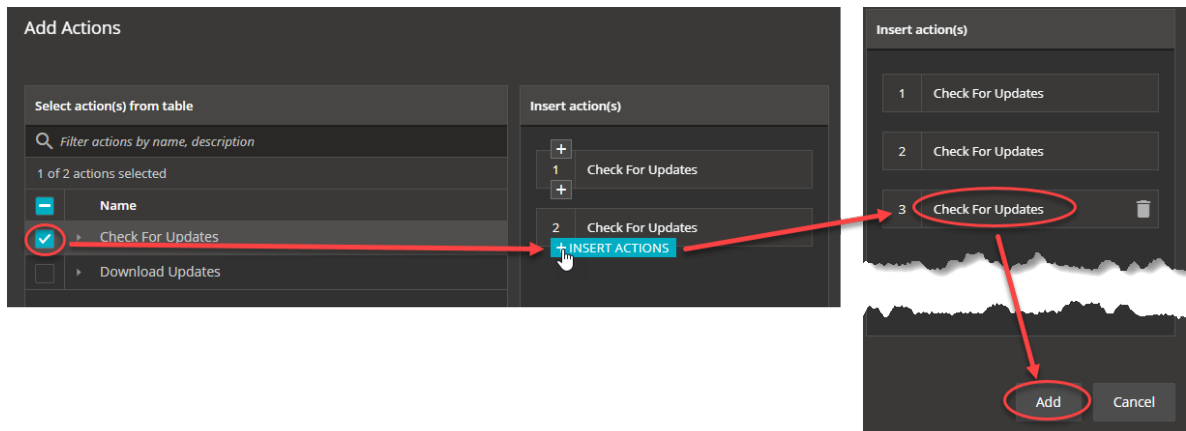 Add Actions
Select action(s) from table
Filter actions by name, description
1 of 2 actions selected
Name
Check For Updates
Download Updates
Insert action(s)
+
1 Check For Updates
+
2 Check For Updates
+ INSERT ACTIONS
Insert action(s)
1 Check For Updates
2 Check For Updates
3 Check For Updates
Add Cancel